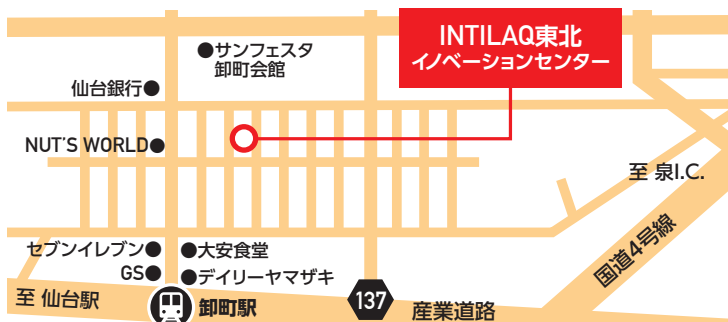 INTILAQ東北
イノベーションセンター
サンフェスタ
卸町会館
仙台銀行
NUT'S WORLD
至 泉I.C.
国道4号線
セブンイレブン
大安食堂
GS
デイリーヤマザキ
至 仙台駅
卸町駅
137
産業道路